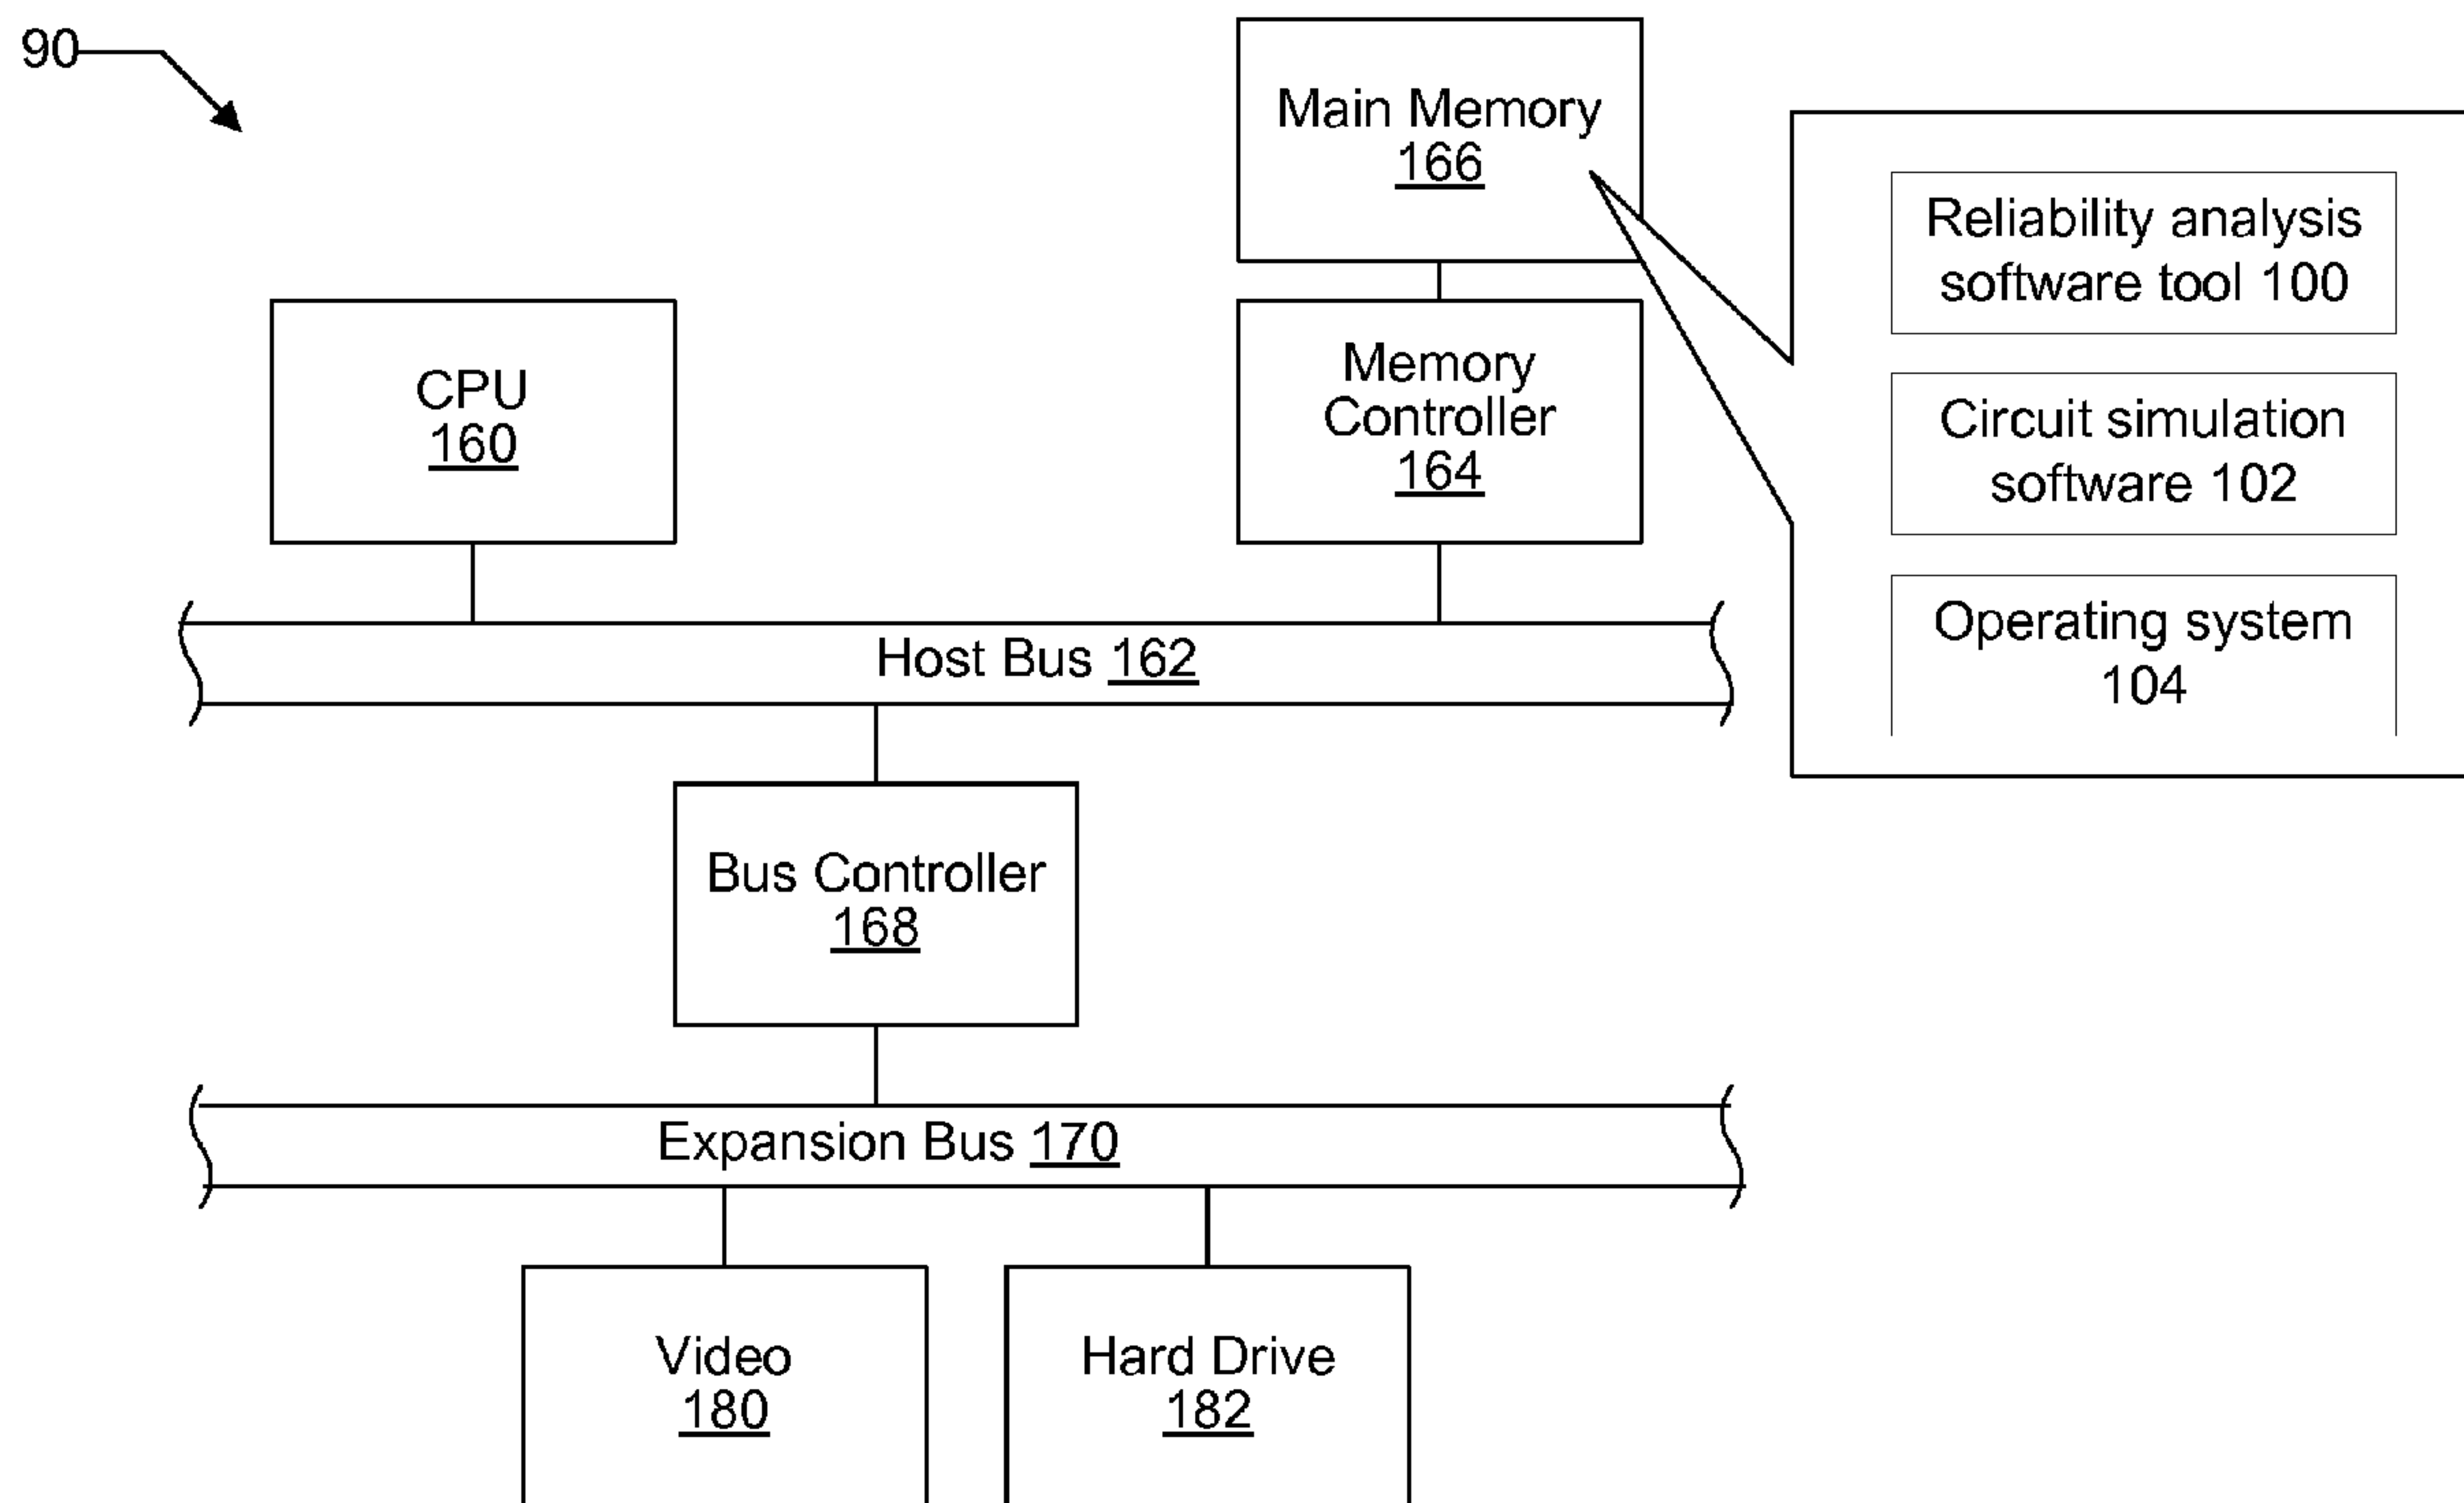 90
Main Memory
166
Reliability analysis
software tool 100
CPU
160
Memory
Controller
164
Circuit simulation
software 102
Operating system
104
Host Bus 162
Bus Controller
168
Expansion Bus 170
Video
180
Hard Drive
182